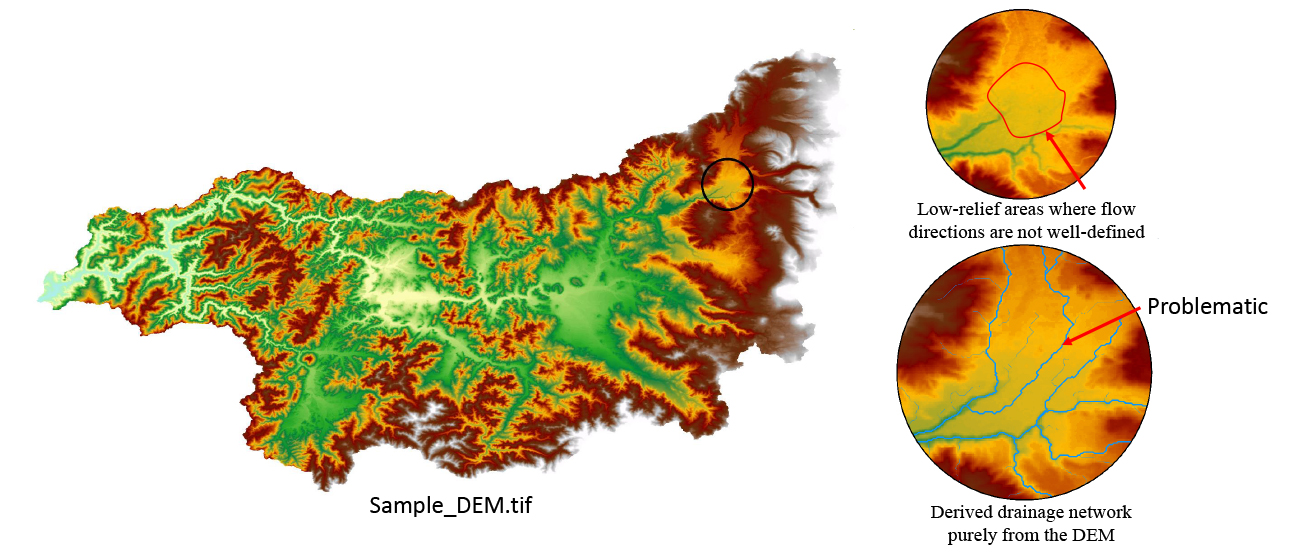 Low-relief areas where flow
directions are not well-defined
Problematic
Sample_DEM.tif
Derived drainage network
purely from the DEM